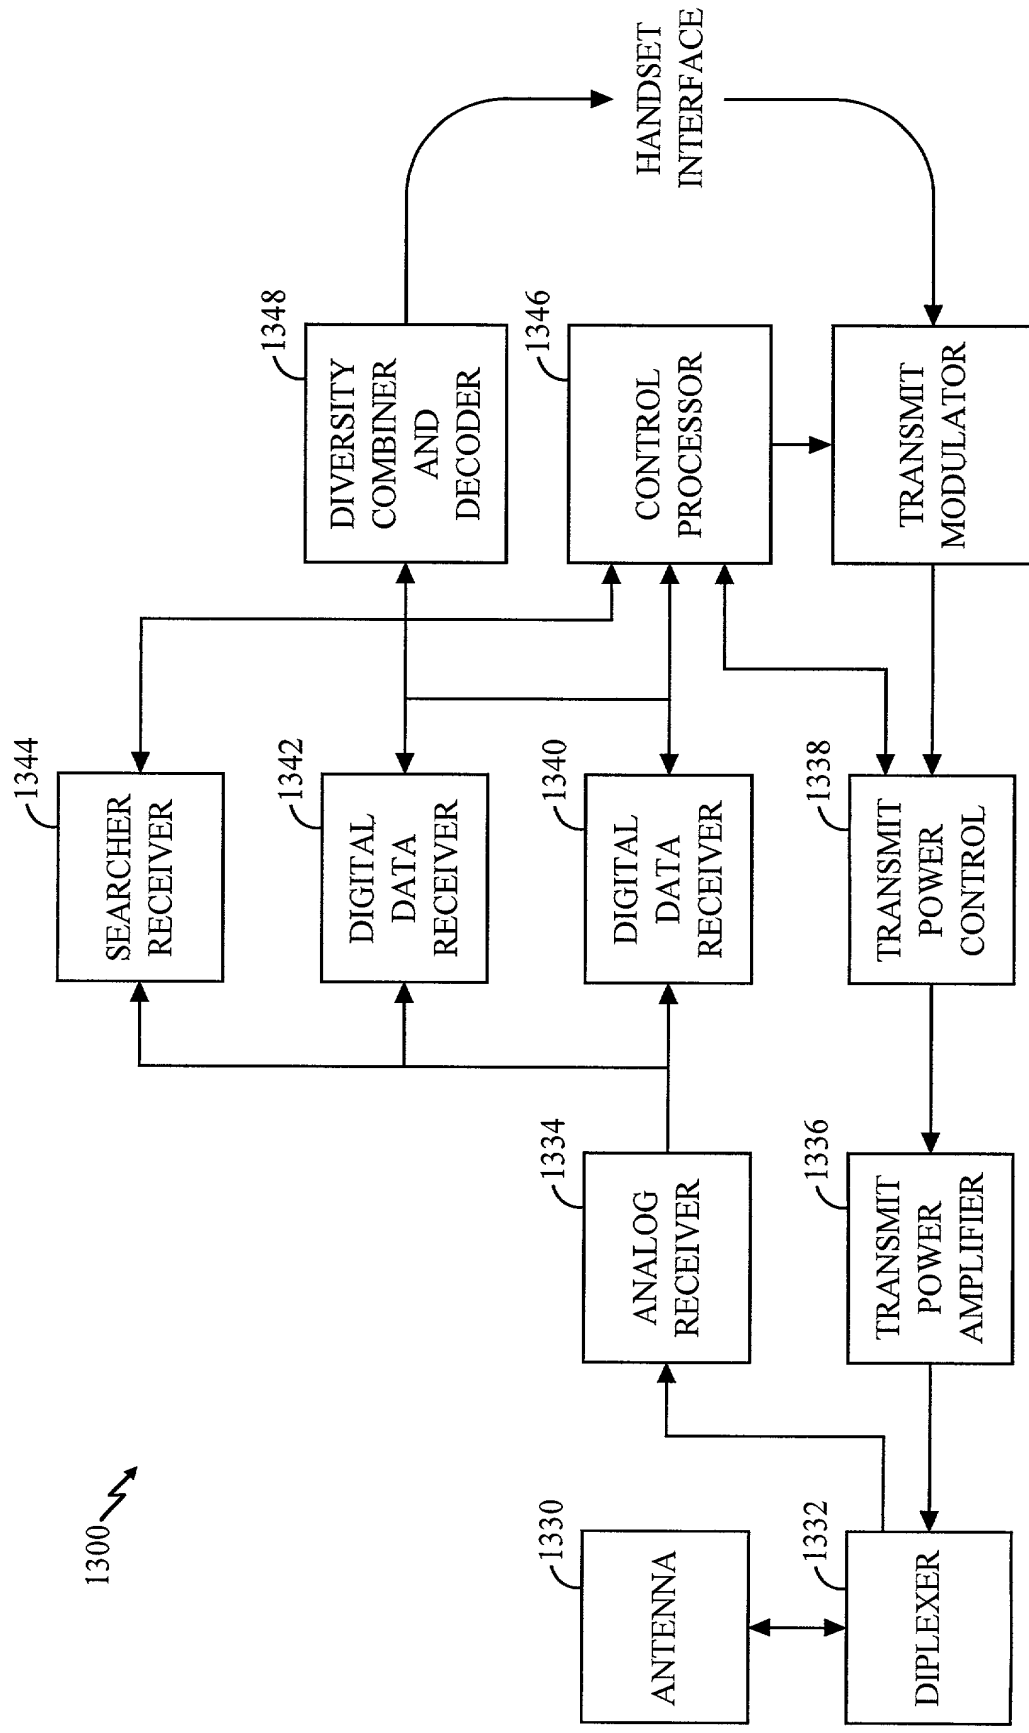 1300
1344
SEARCHER
RECEIVER
1348
DIVERSITY
COMBINER
AND
DECODER
1342
DIGITAL
DATA
RECEIVER
HANDSET
INTERFACE
1330
ANTENNA
1334
ANALOG
RECEIVER
1340
DIGITAL
DATA
RECEIVER
1346
CONTROL
PROCESSOR
1332
DIPLEXER
1336
TRANSMIT
POWER
AMPLIFIER
1338
TRANSMIT
POWER
CONTROL
TRANSMIT
MODULATOR